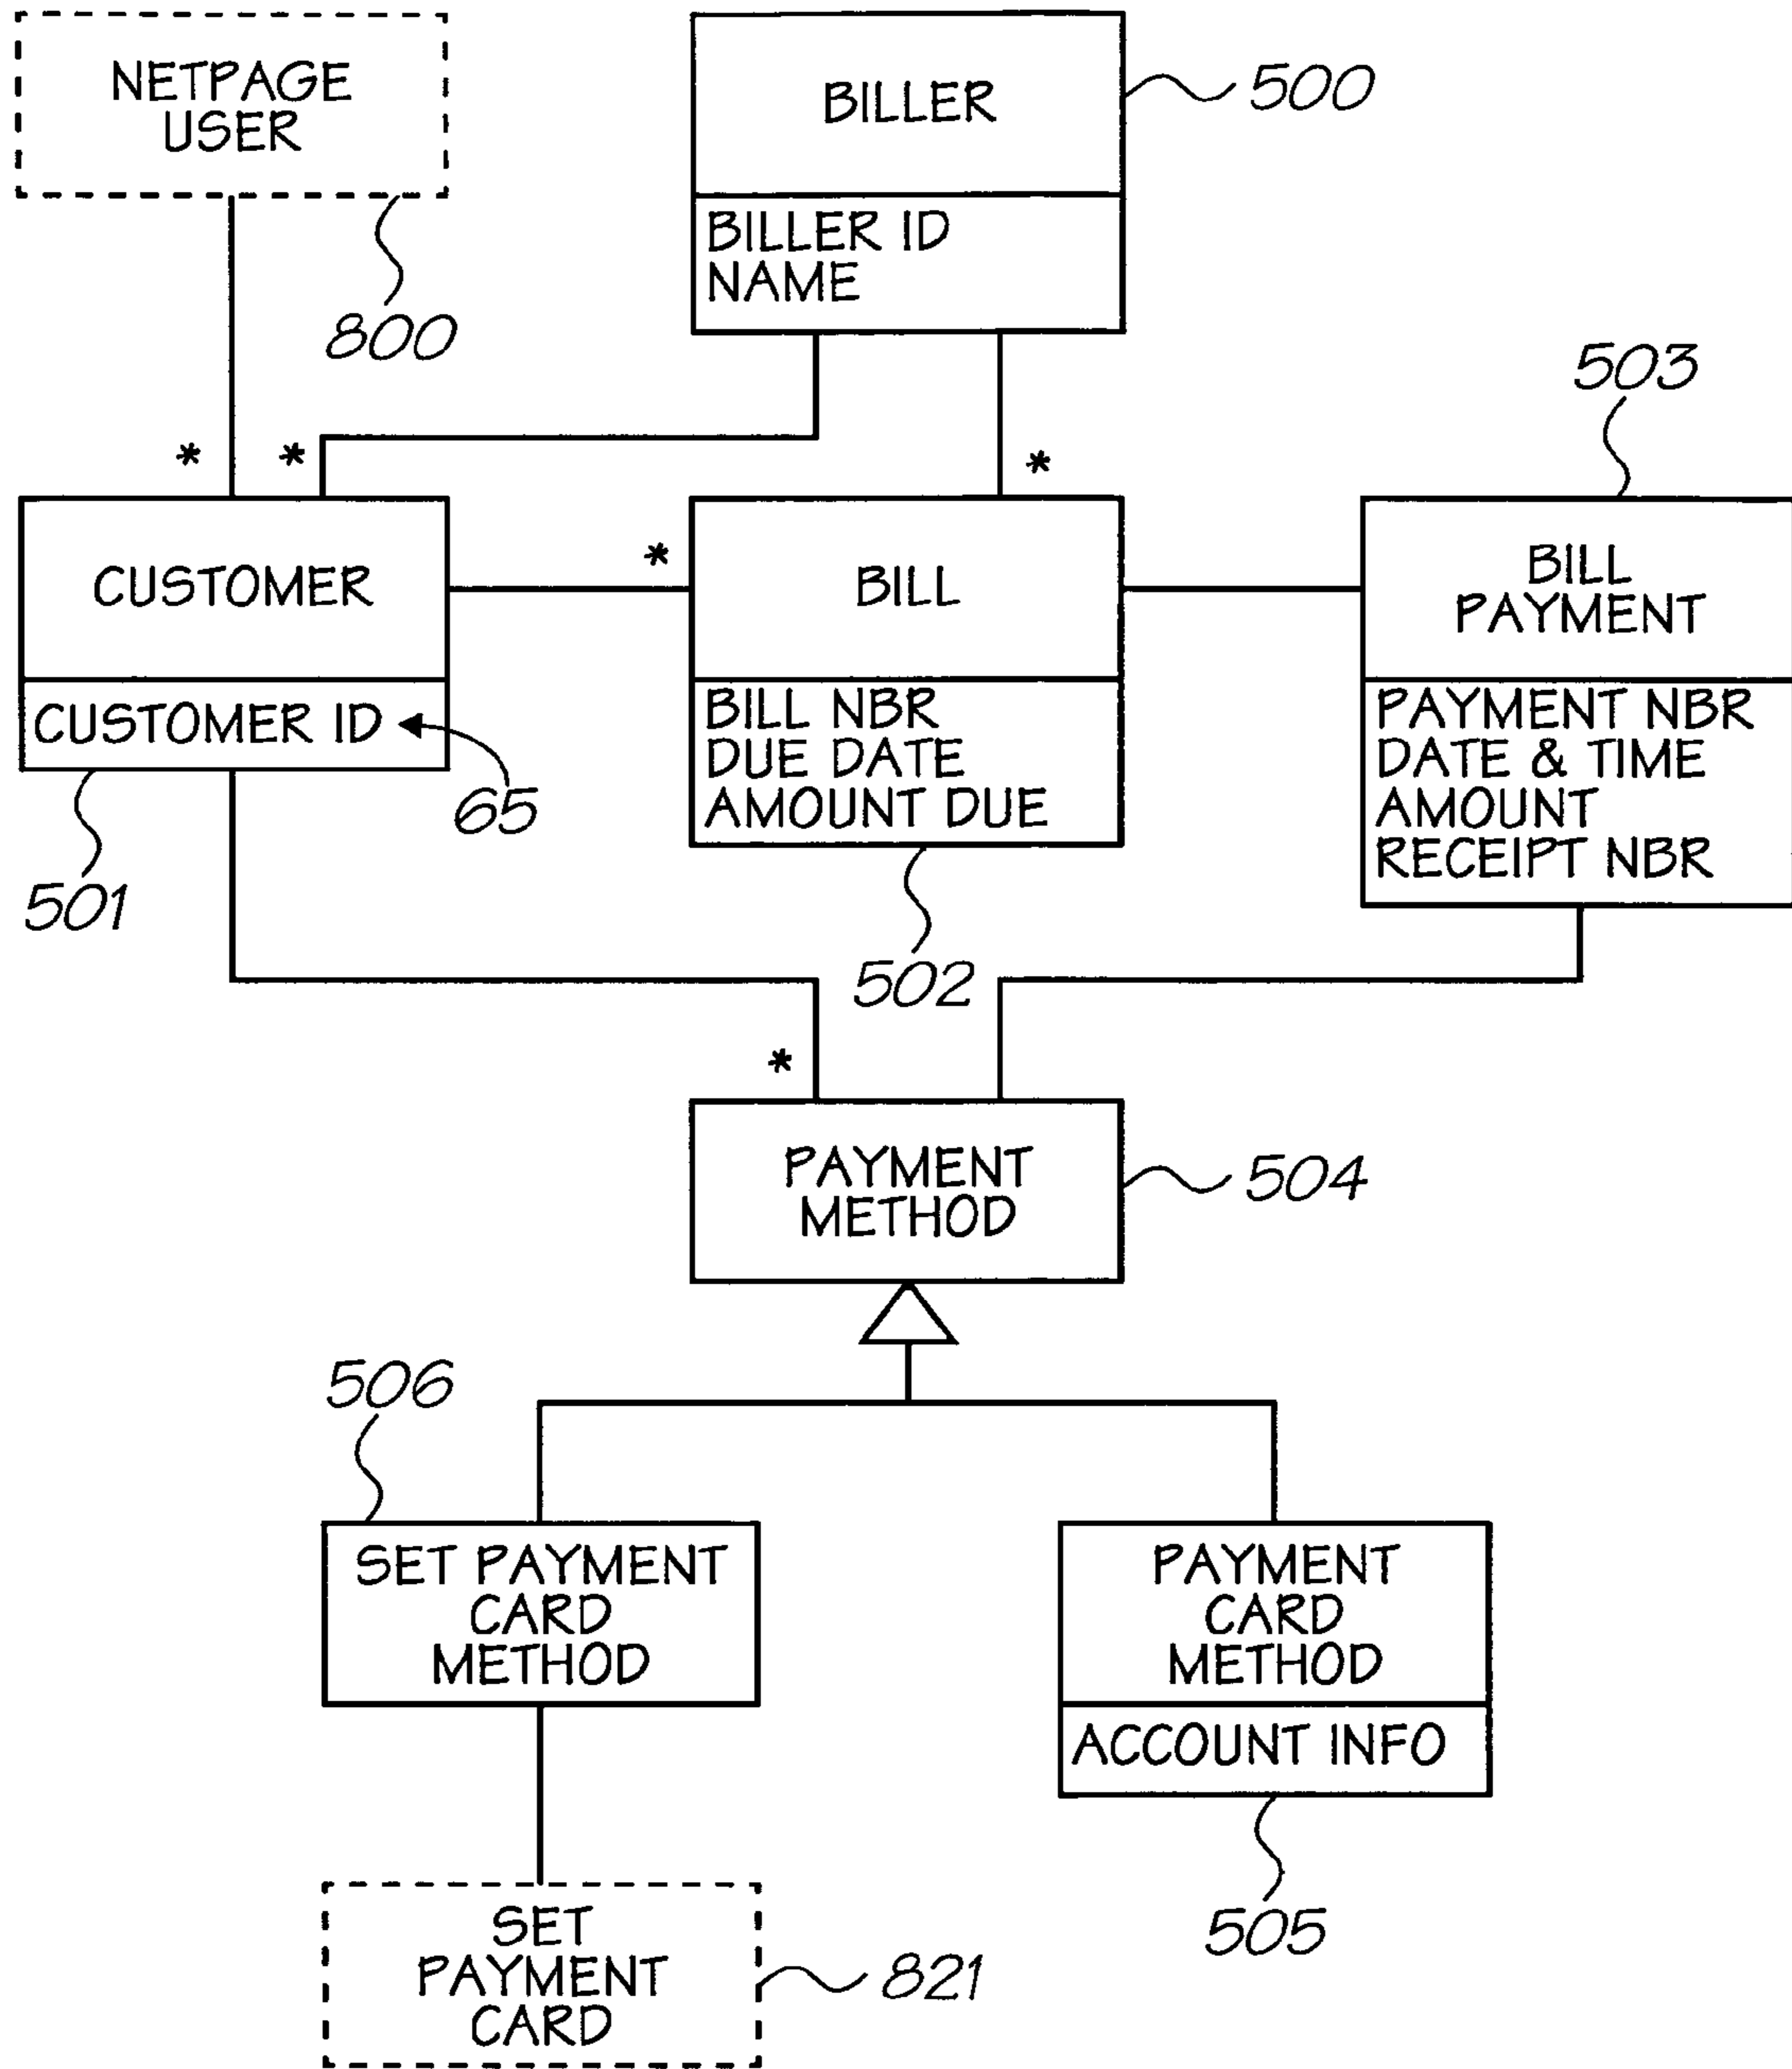 NETPAGE
USER
800
BILLER
500
BILLER ID
NAME
*
*
*
503
CUSTOMER
*
BILL
BILL
PAYMENT
CUSTOMER ID
65
501
BILL NBR
DUE DATE
AMOUNT DUE
502
PAYMENT NBR
DATE & TIME
AMOUNT
RECEIPT NBR
*
PAYMENT
METHOD
504
506
SET PAYMENT
CARD
METHOD
PAYMENT
CARD
METHOD
ACCOUNT INFO
505
SET
PAYMENT
CARD
821